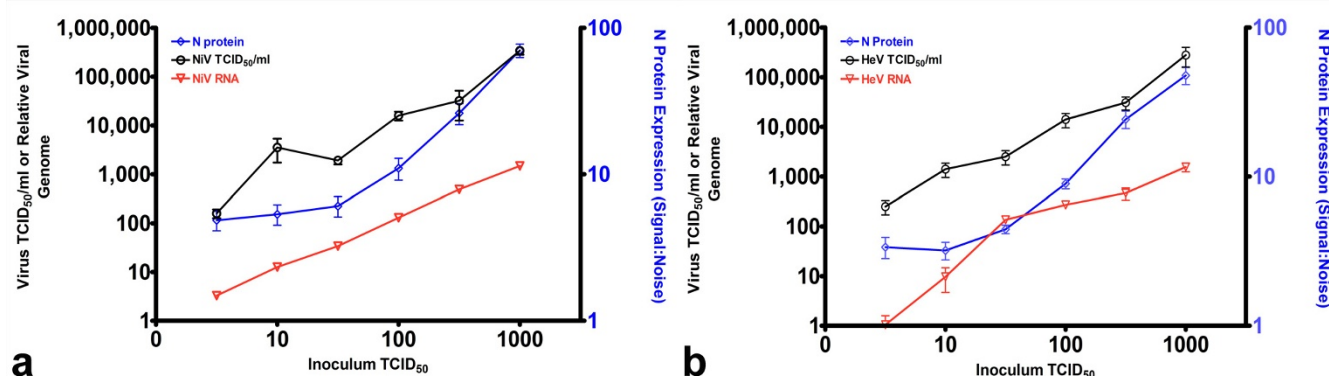 Virus TCID50/ml or Relative Viral
Genome
1,000,000
100,000
10,000
1,000
100
10
1
N protein
NiV TCID50/ml
NiV RNA
100
10
1
N Protein Expression (Signal:Noise)
0
10
100
1000
Inoculum TCID50
a
Virus TCID50/ml or Relative Viral
Genome
1,000,000
100,000
10,000
1,000
100
10
1
N Protein
HeV TCID50/ml
HeV RNA
100
10
1
N Protein Expression (Signal:Noise)
0
10
100
1000
Inoculum TCID50
b